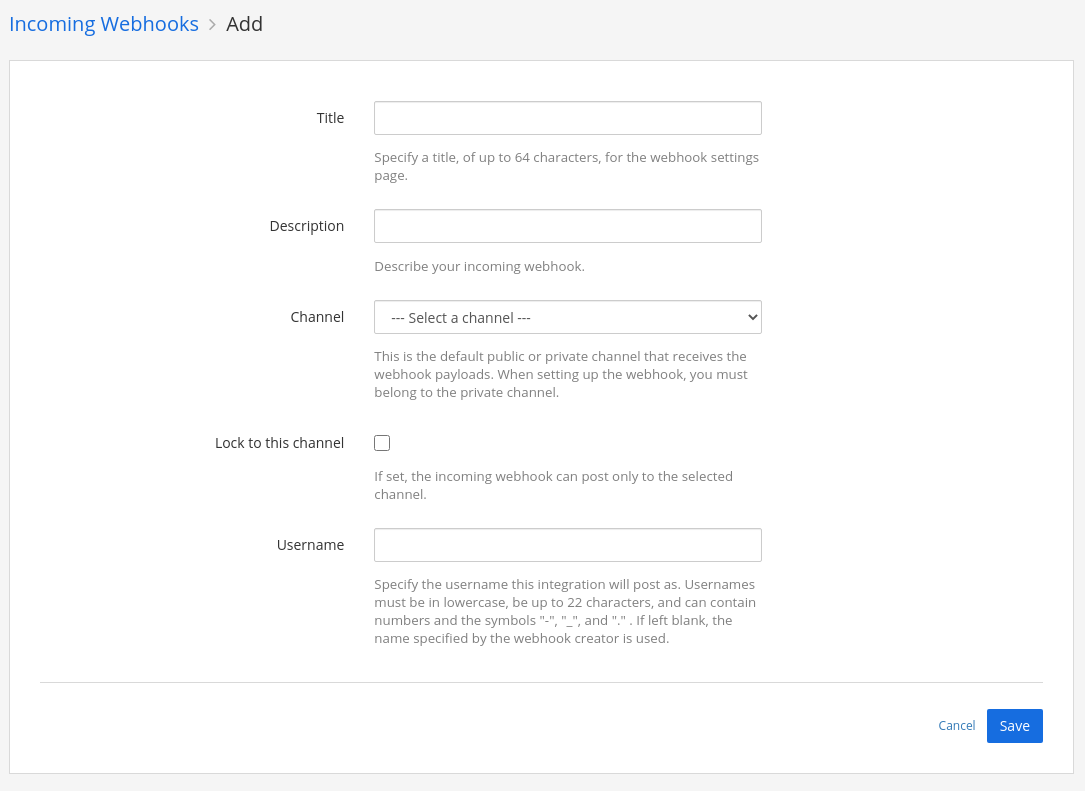 Incoming Webhooks > Add
Title
Specify a title, of up to 64 characters, for the webhook settings
page.
Description
Describe your incoming webhook.
Channel
--- Select a channel ---
This is the default public or private channel that receives the
webhook payloads. When setting up the webhook, you must
belong to the private channel.
Lock to this channel
If set, the incoming webhook can post only to the selected
channel.
Username
Specify the username this integration will post as. Usernames
must be in lowercase, be up to 22 characters, and can contain
numbers and the symbols "-", "_", and "." . If left blank, the
name specified by the webhook creator is used.
Cancel
Save